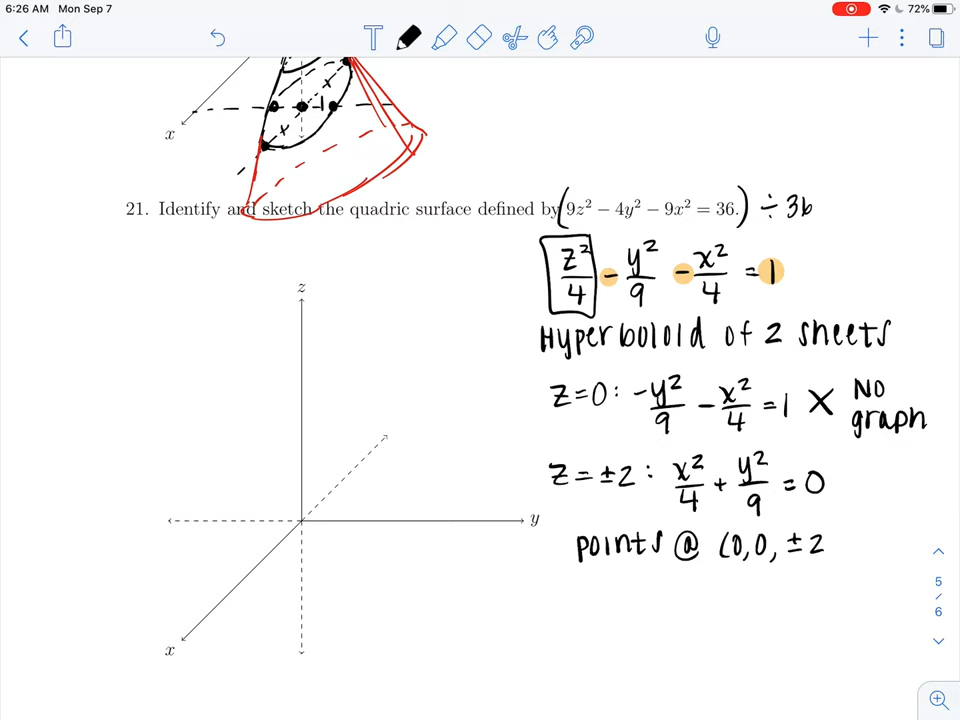 6:26 AM Mon Sep 7
72%
x
1
x
x
21. Identify and sketch the quadric surface defined by (9z² − 4y² − 9x² = 36.) ÷ 36
z²/4 − y²/9 − x²/4 = 1
Hyperboloid of 2 sheets
z
z=0: −y²/9 − x²/4 = 1 X No graph
z = ±2: x²/4 + y²/9 = 0
y
points @ (0,0, ±2
x
5
/
6